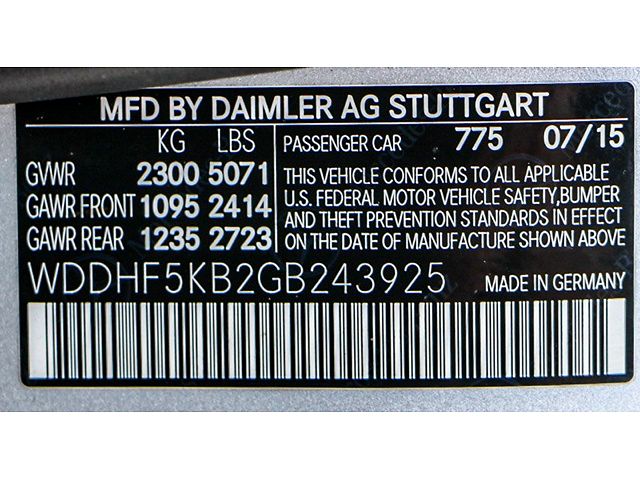 MFD BY DAIMLER AG STUTTGART
KG LBS
GVWR 2300 5071
GAWR FRONT 1095 2414
GAWR REAR 1235 2723
PASSENGER CAR 775 07/15
THIS VEHICLE CONFORMS TO ALL APPLICABLE
U.S. FEDERAL MOTOR VEHICLE SAFETY,BUMPER
AND THEFT PREVENTION STANDARDS IN EFFECT
ON THE DATE OF MANUFACTURE SHOWN ABOVE
WDDHF5KB2GB243925 MADE IN GERMANY